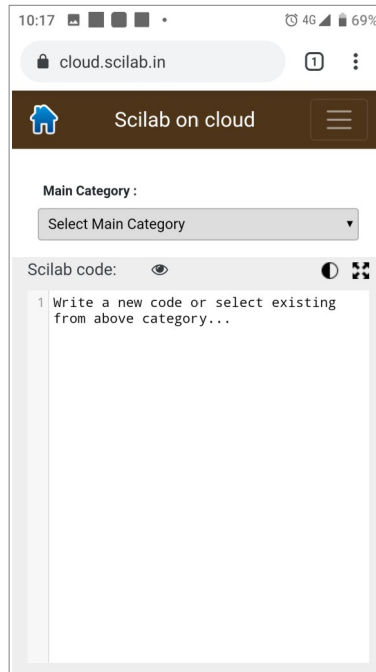 10:17 4G 69%
cloud.scilab.in 1
Scilab on cloud
Main Category :
Select Main Category
Scilab code:
1 Write a new code or select existing
from above category...